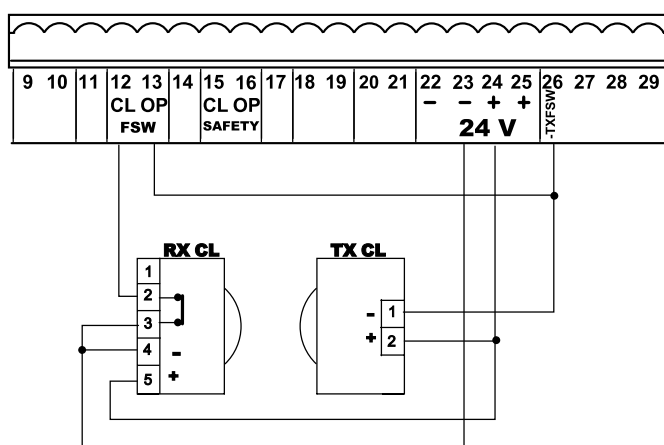 9 10 11 12 13 14 15 16 17 18 19 20 21 22 23 24 25 26 27 28 29
CL OP CL OP - - + +
FSW SAFETY 24 V -TXFSW
RX CL TX CL
1
2
3
4 -
5 +
- 1
+ 2